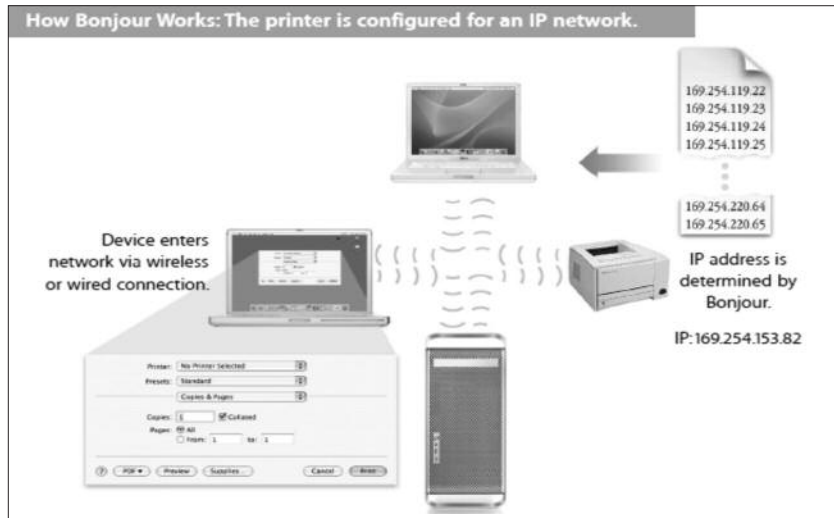 How Bonjour Works: The printer is configured for an IP network.
169.254.119.22
169.254.119.23
169.254.119.24
169.254.119.25
169.254.220.64
169.254.220.65
Device enters
network via wireless
or wired connection.
IP address is
determined by
Bonjour.
IP:169.254.153.82
Printer: No Printer Selected
Presets: Standard
Copies & Pages
Copies: 1 Collated
Pages: All
From: 1 to: 1
? PDF Preview Supplies... Cancel Print